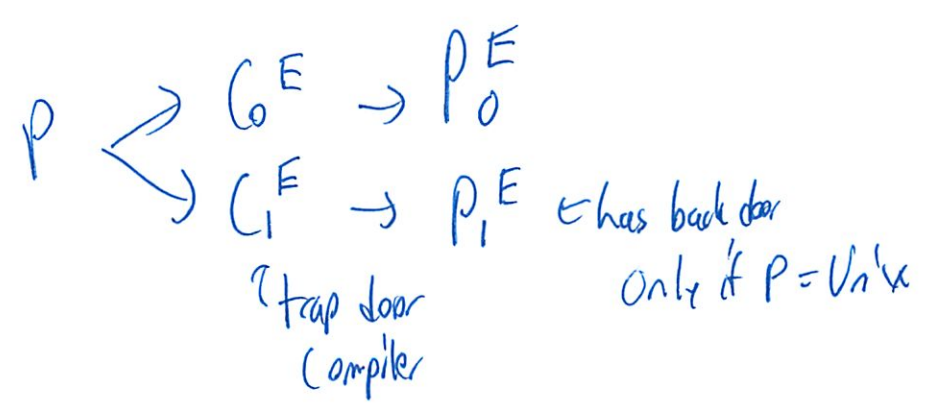 P < C₀ᴱ → P₀ᴱ
C₁ᴱ → P₁ᴱ ← has back door
only if P = Unix
↑ trap door
Compiler